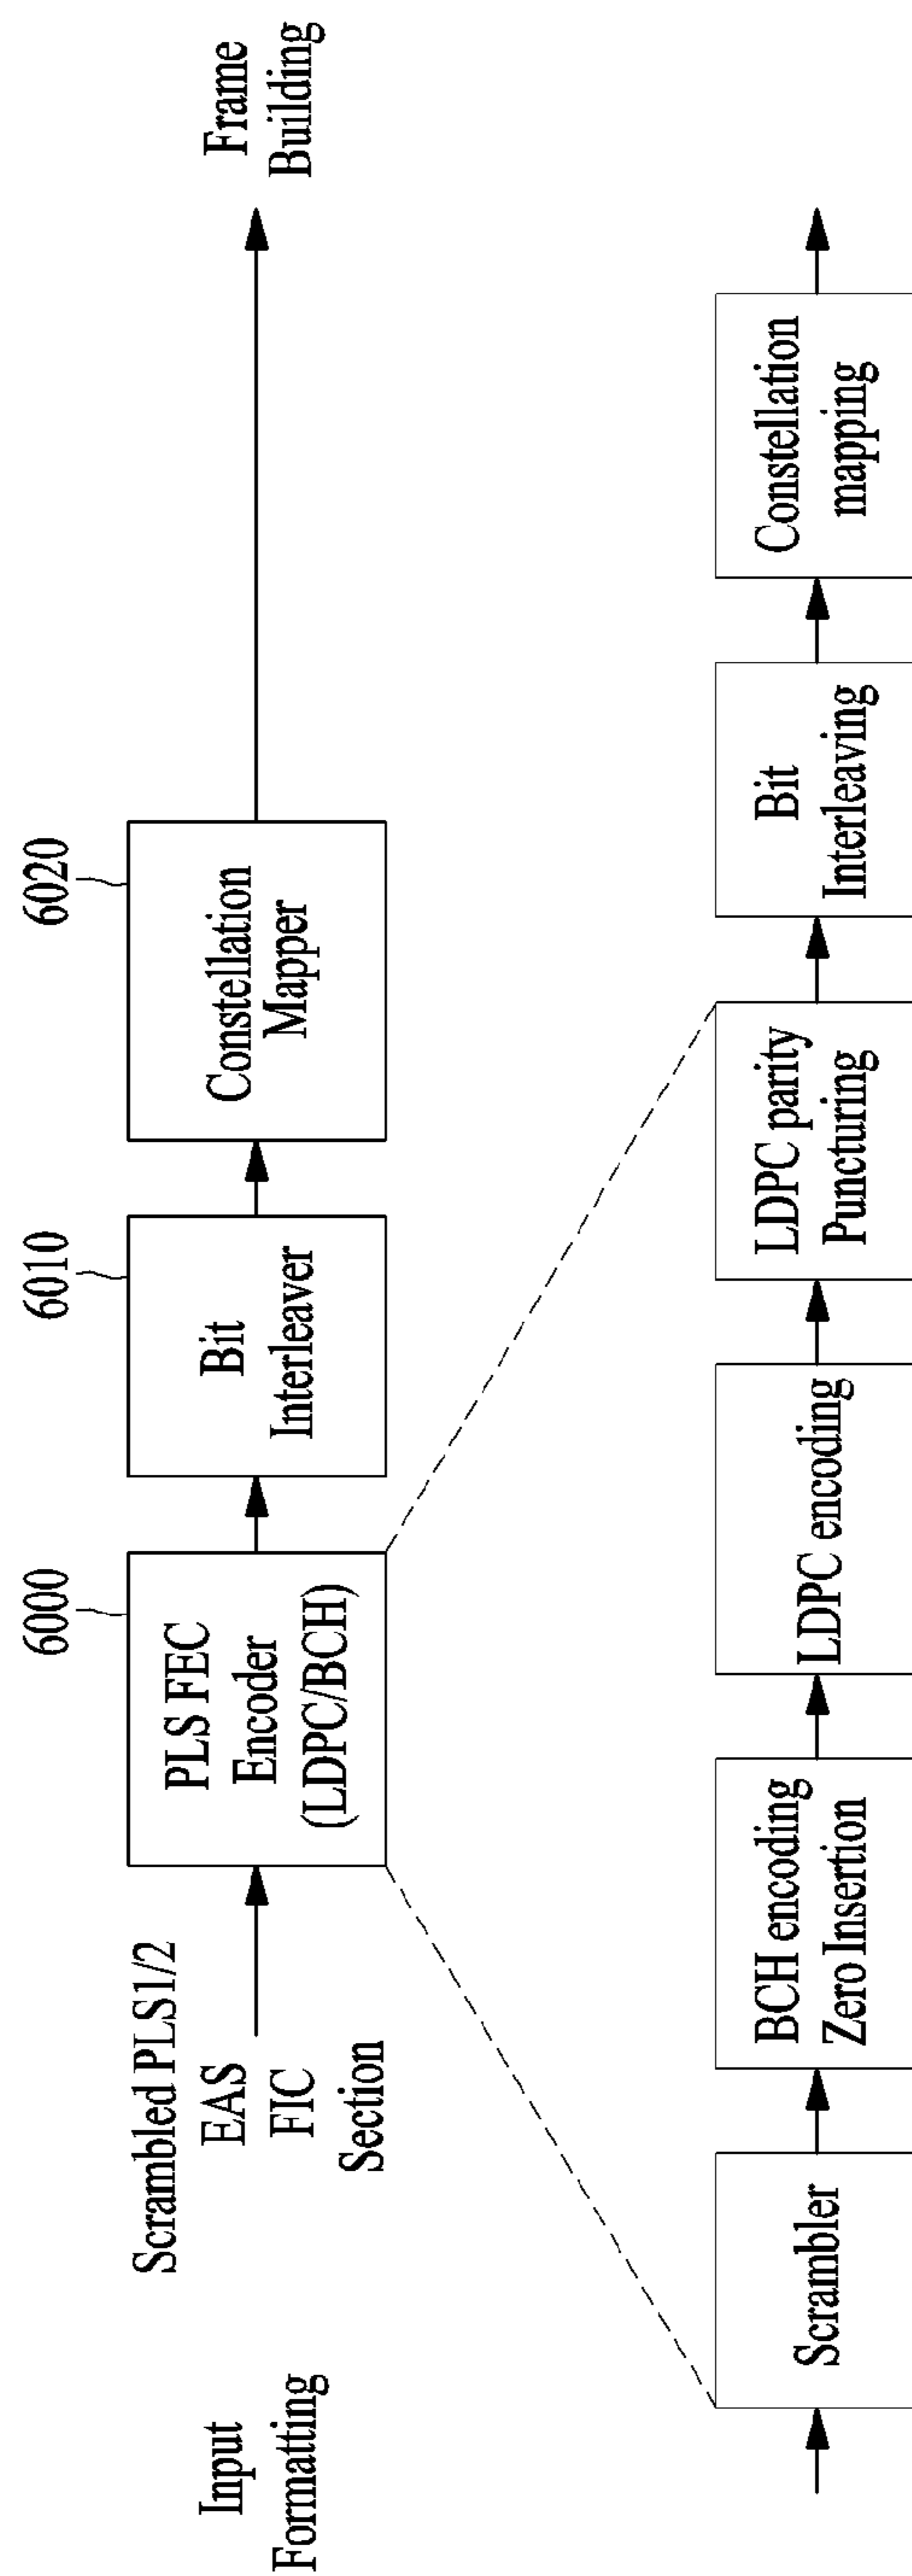 Input
Formatting
Scrambled PLS1/2
EAS
FIC
Section
6000
PLS FEC
Encoder
(LDPC/BCH)
6010
Bit
Interleaver
6020
Constellation
Mapper
Frame
Building
Scrambler
BCH encoding
Zero Insertion
LDPC encoding
LDPC parity
Puncturing
Bit
Interleaving
Constellation
mapping